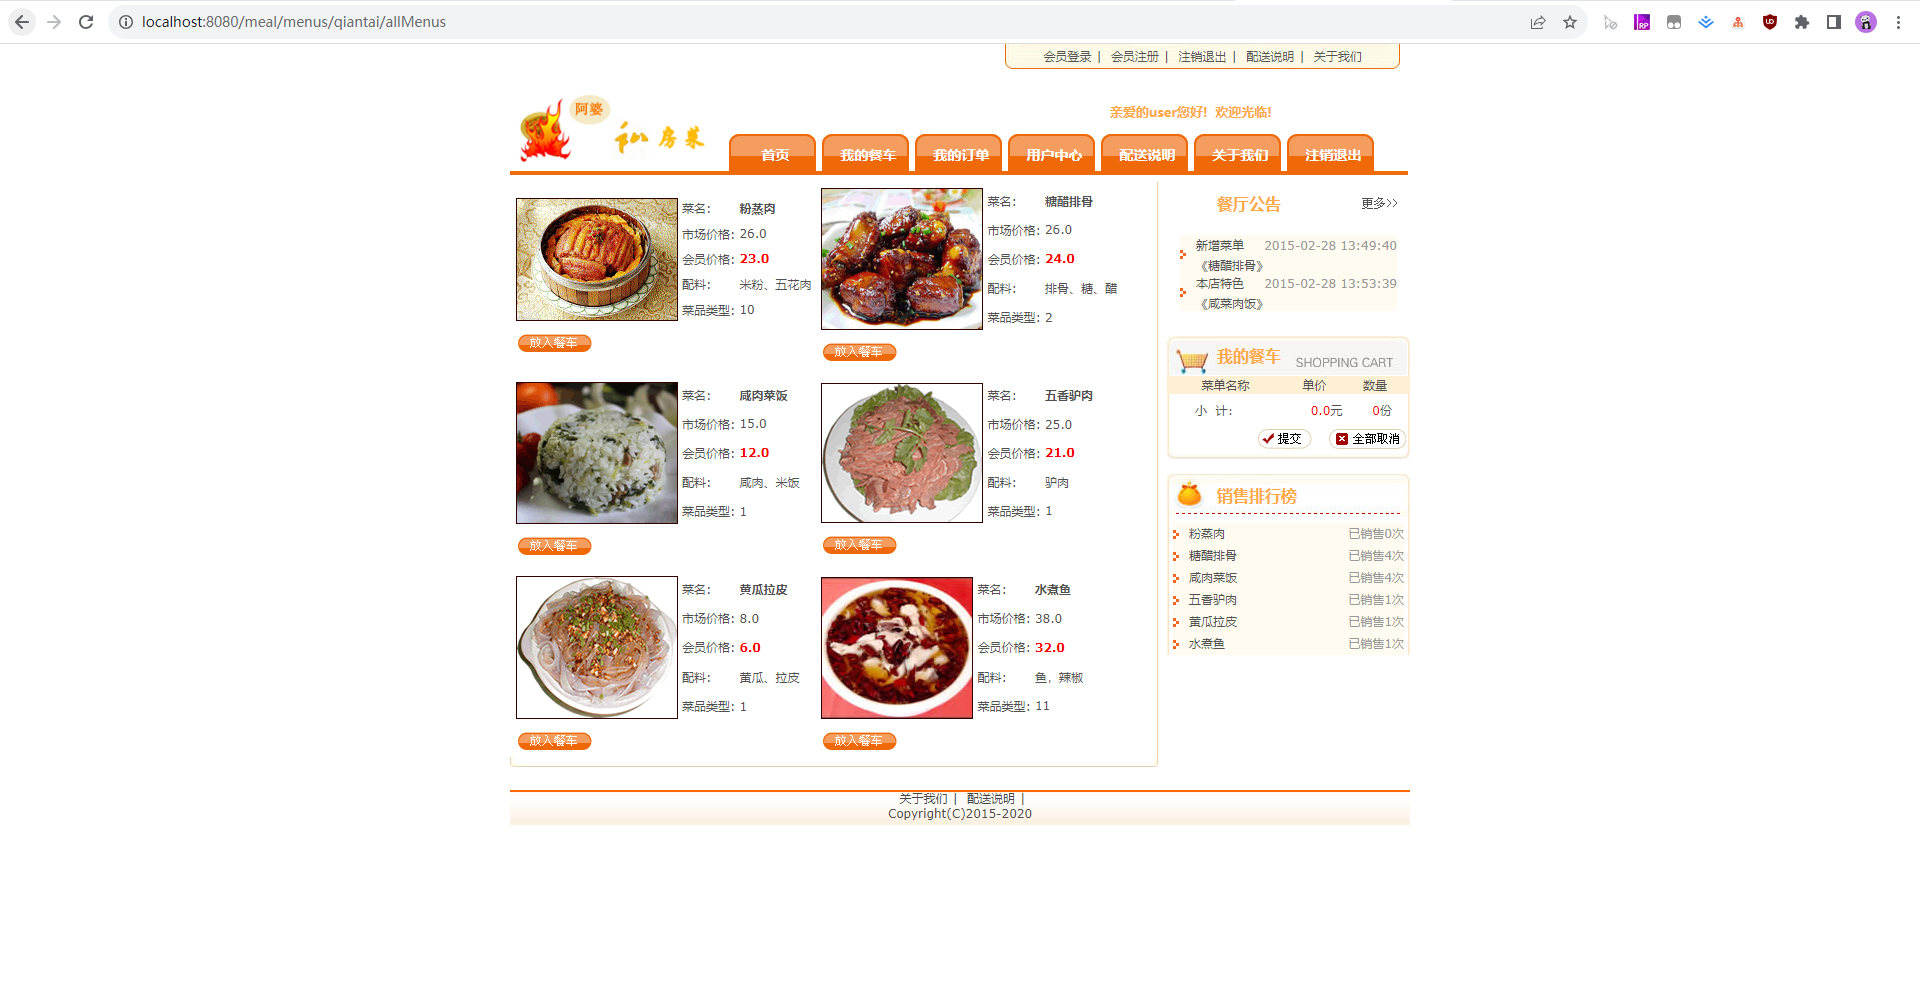 localhost:8080/meal/menus/qiantai/allMenus
会员登录 | 会员注册 | 注销退出 | 配送说明 | 关于我们
阿婆
私房菜
亲爱的user您好! 欢迎光临!
首页 我的餐车 我的订单 用户中心 配送说明 关于我们 注销退出
菜名: 粉蒸肉
市场价格: 26.0
会员价格: 23.0
配料: 米粉、五花肉
菜品类型: 10
放入餐车
菜名: 糖醋排骨
市场价格: 26.0
会员价格: 24.0
配料: 排骨、糖、醋
菜品类型: 2
放入餐车
菜名: 咸肉菜饭
市场价格: 15.0
会员价格: 12.0
配料: 咸肉、米饭
菜品类型: 1
放入餐车
菜名: 五香驴肉
市场价格: 25.0
会员价格: 21.0
配料: 驴肉
菜品类型: 1
放入餐车
菜名: 黄瓜拉皮
市场价格: 8.0
会员价格: 6.0
配料: 黄瓜、拉皮
菜品类型: 1
放入餐车
菜名: 水煮鱼
市场价格: 38.0
会员价格: 32.0
配料: 鱼，辣椒
菜品类型: 11
放入餐车
餐厅公告 更多>>
新增菜单 2015-02-28 13:49:40
《糖醋排骨》
本店特色 2015-02-28 13:53:39
《咸菜肉饭》
我的餐车 SHOPPING CART
菜单名称 单价 数量
小 计: 0.0元 0份
提交 全部取消
销售排行榜
粉蒸肉 已销售0次
糖醋排骨 已销售4次
咸肉菜饭 已销售4次
五香驴肉 已销售1次
黄瓜拉皮 已销售1次
水煮鱼 已销售1次
关于我们 | 配送说明 |
Copyright(C)2015-2020